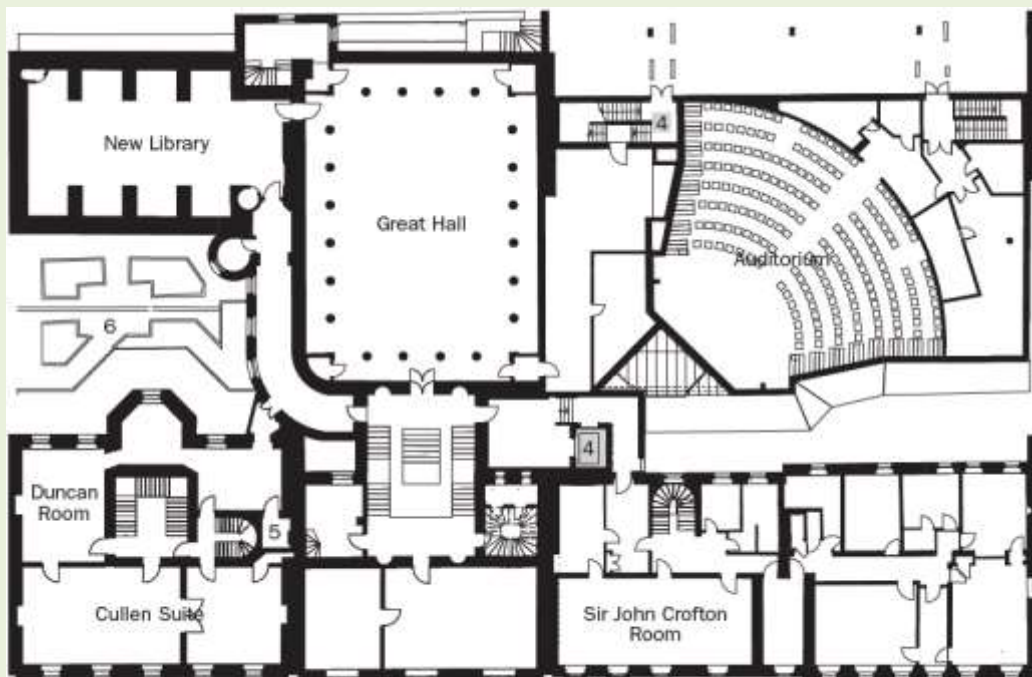 4
New Library
Great Hall
Auditorium
6
4
Duncan
Room
5
Cullen Suite
Sir John Crofton
Room